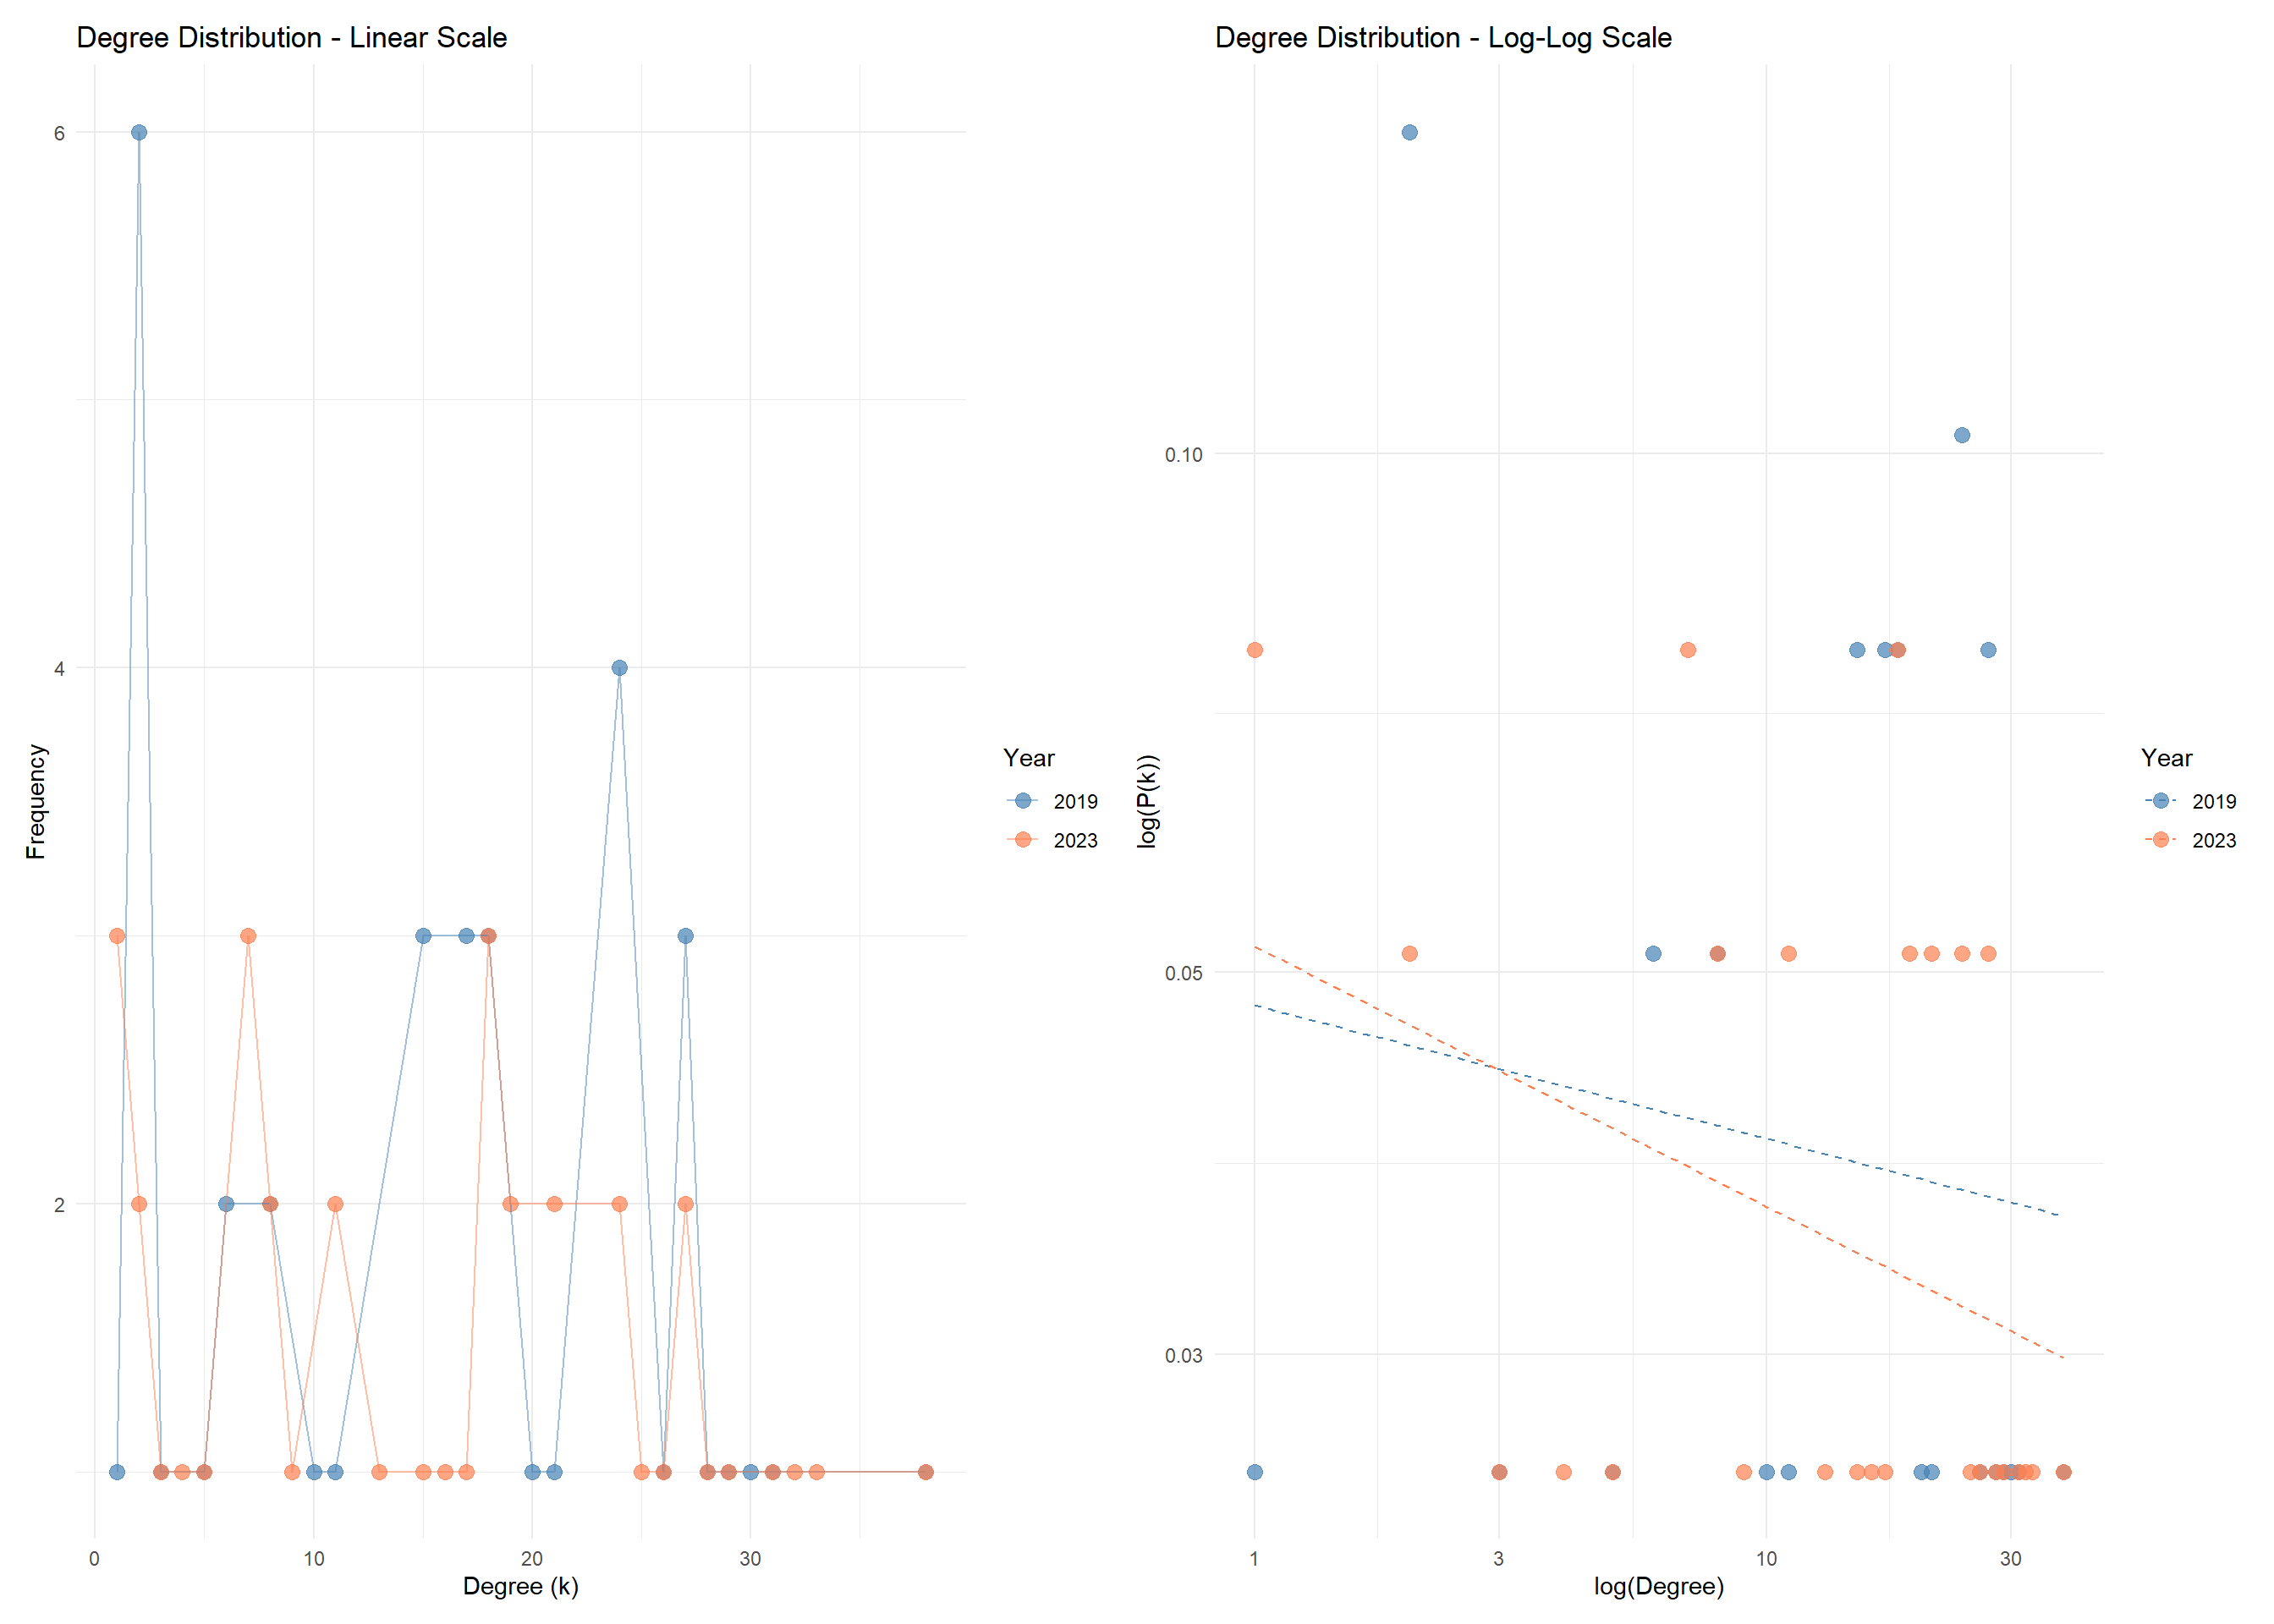 Degree Distribution - Linear Scale
6
4
2
Frequency
0 10 20 30
Degree (k)
Year
2019
2023
Degree Distribution - Log-Log Scale
0.10
0.05
0.03
log(P(k))
1 3 10 30
log(Degree)
Year
2019
2023